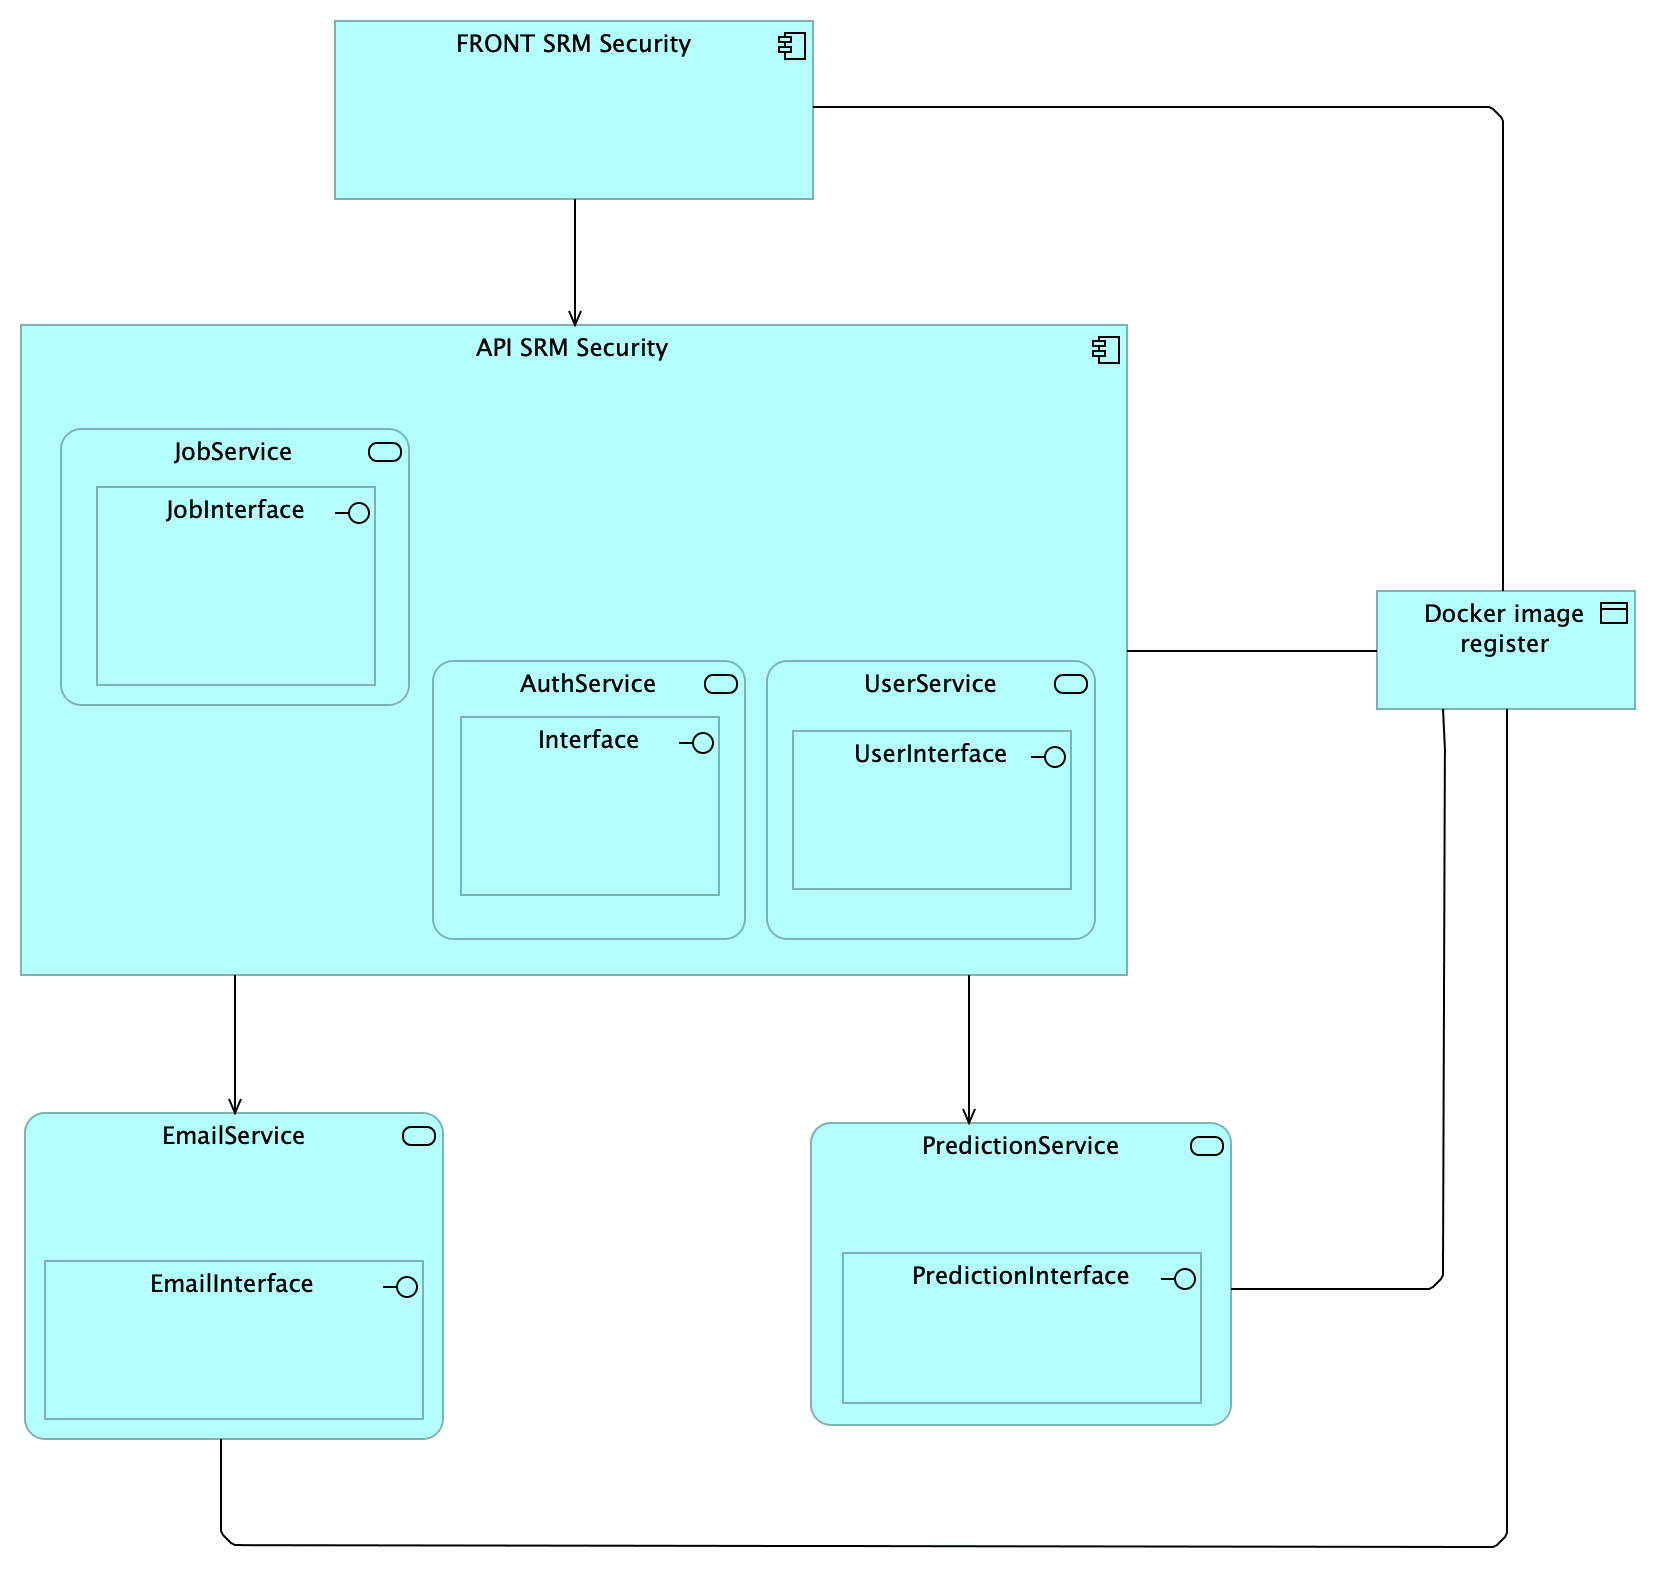 FRONT SRM Security
API SRM Security
JobService
JobInterface
Docker image
register
AuthService
UserService
Interface
UserInterface
EmailService
PredictionService
EmailInterface
PredictionInterface